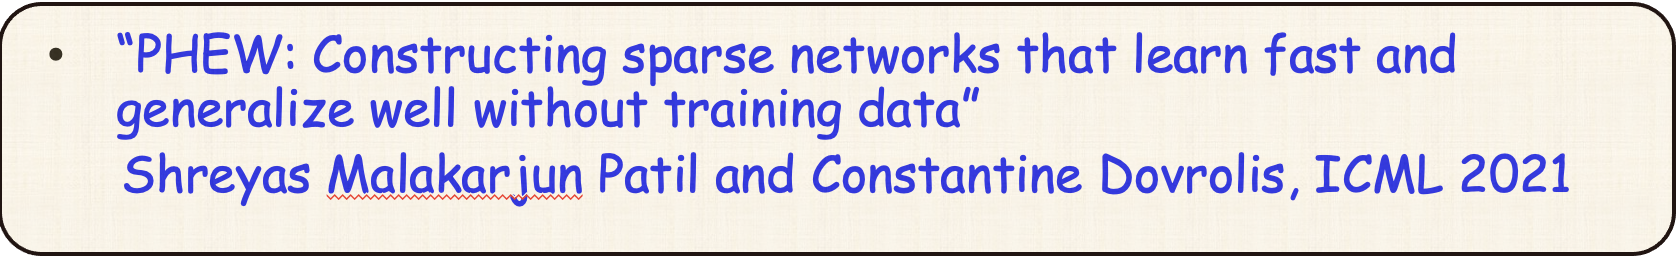 • “PHEW: Constructing sparse networks that learn fast and
generalize well without training data”
Shreyas Malakarjun Patil and Constantine Dovrolis, ICML 2021